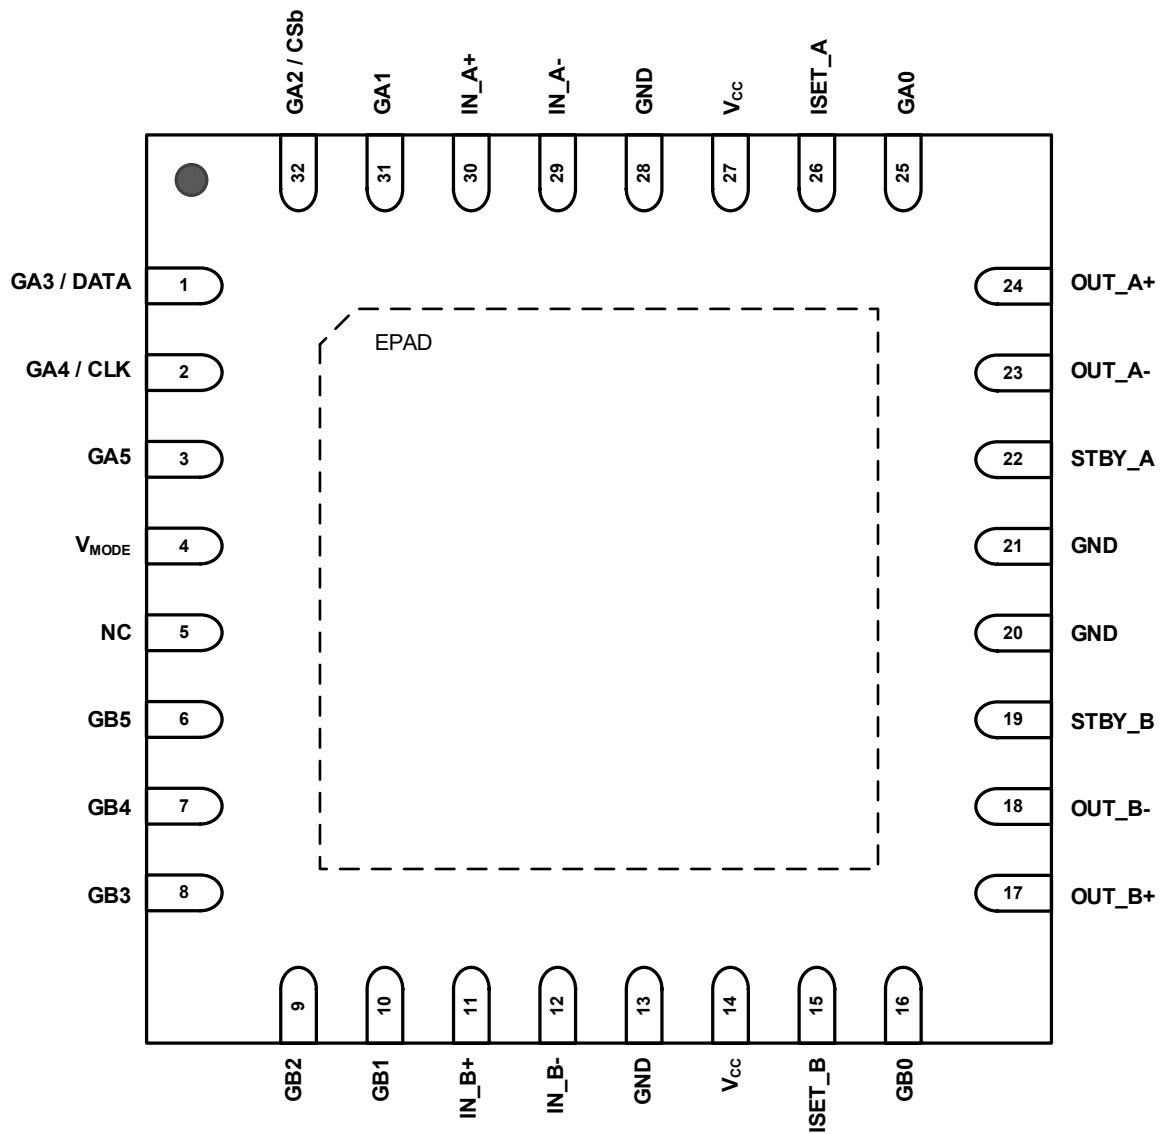 GA2 / CSb
GA1
IN_A+
IN_A-
GND
VCC
ISET_A
GA0
32
31
30
29
28
27
26
25
GA3 / DATA
1
24
OUT_A+
EPAD
GA4 / CLK
2
23
OUT_A-
GA5
3
22
STBY_A
VMODE
4
21
GND
NC
5
20
GND
GB5
6
19
STBY_B
GB4
7
18
OUT_B-
GB3
8
17
OUT_B+
9
10
11
12
13
14
15
16
GB2
GB1
IN_B+
IN_B-
GND
VCC
ISET_B
GB0